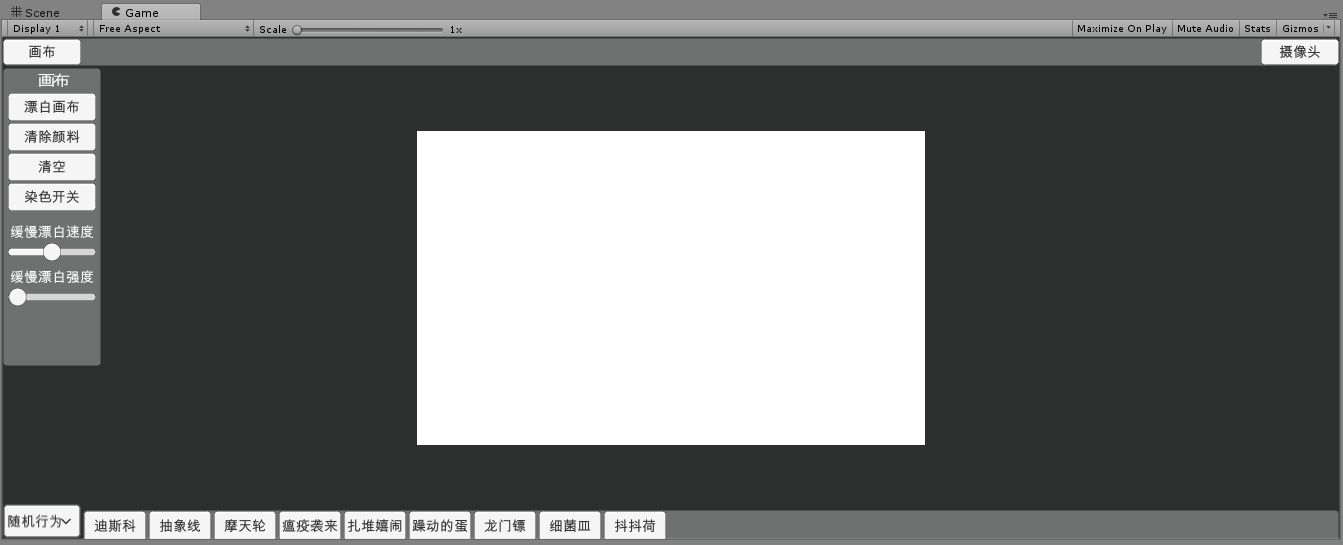 Scene Game
Display 1 Free Aspect Scale 1x Maximize On Play Mute Audio Stats Gizmos
画布 摄像头
画布
漂白画布
清除颜料
清空
染色开关
缓慢漂白速度
缓慢漂白强度
随机行为 迪斯科 抽象线 摩天轮 瘟疫袭来 扎堆嬉闹 躁动的蛋 龙门镖 细菌皿 抖抖荷